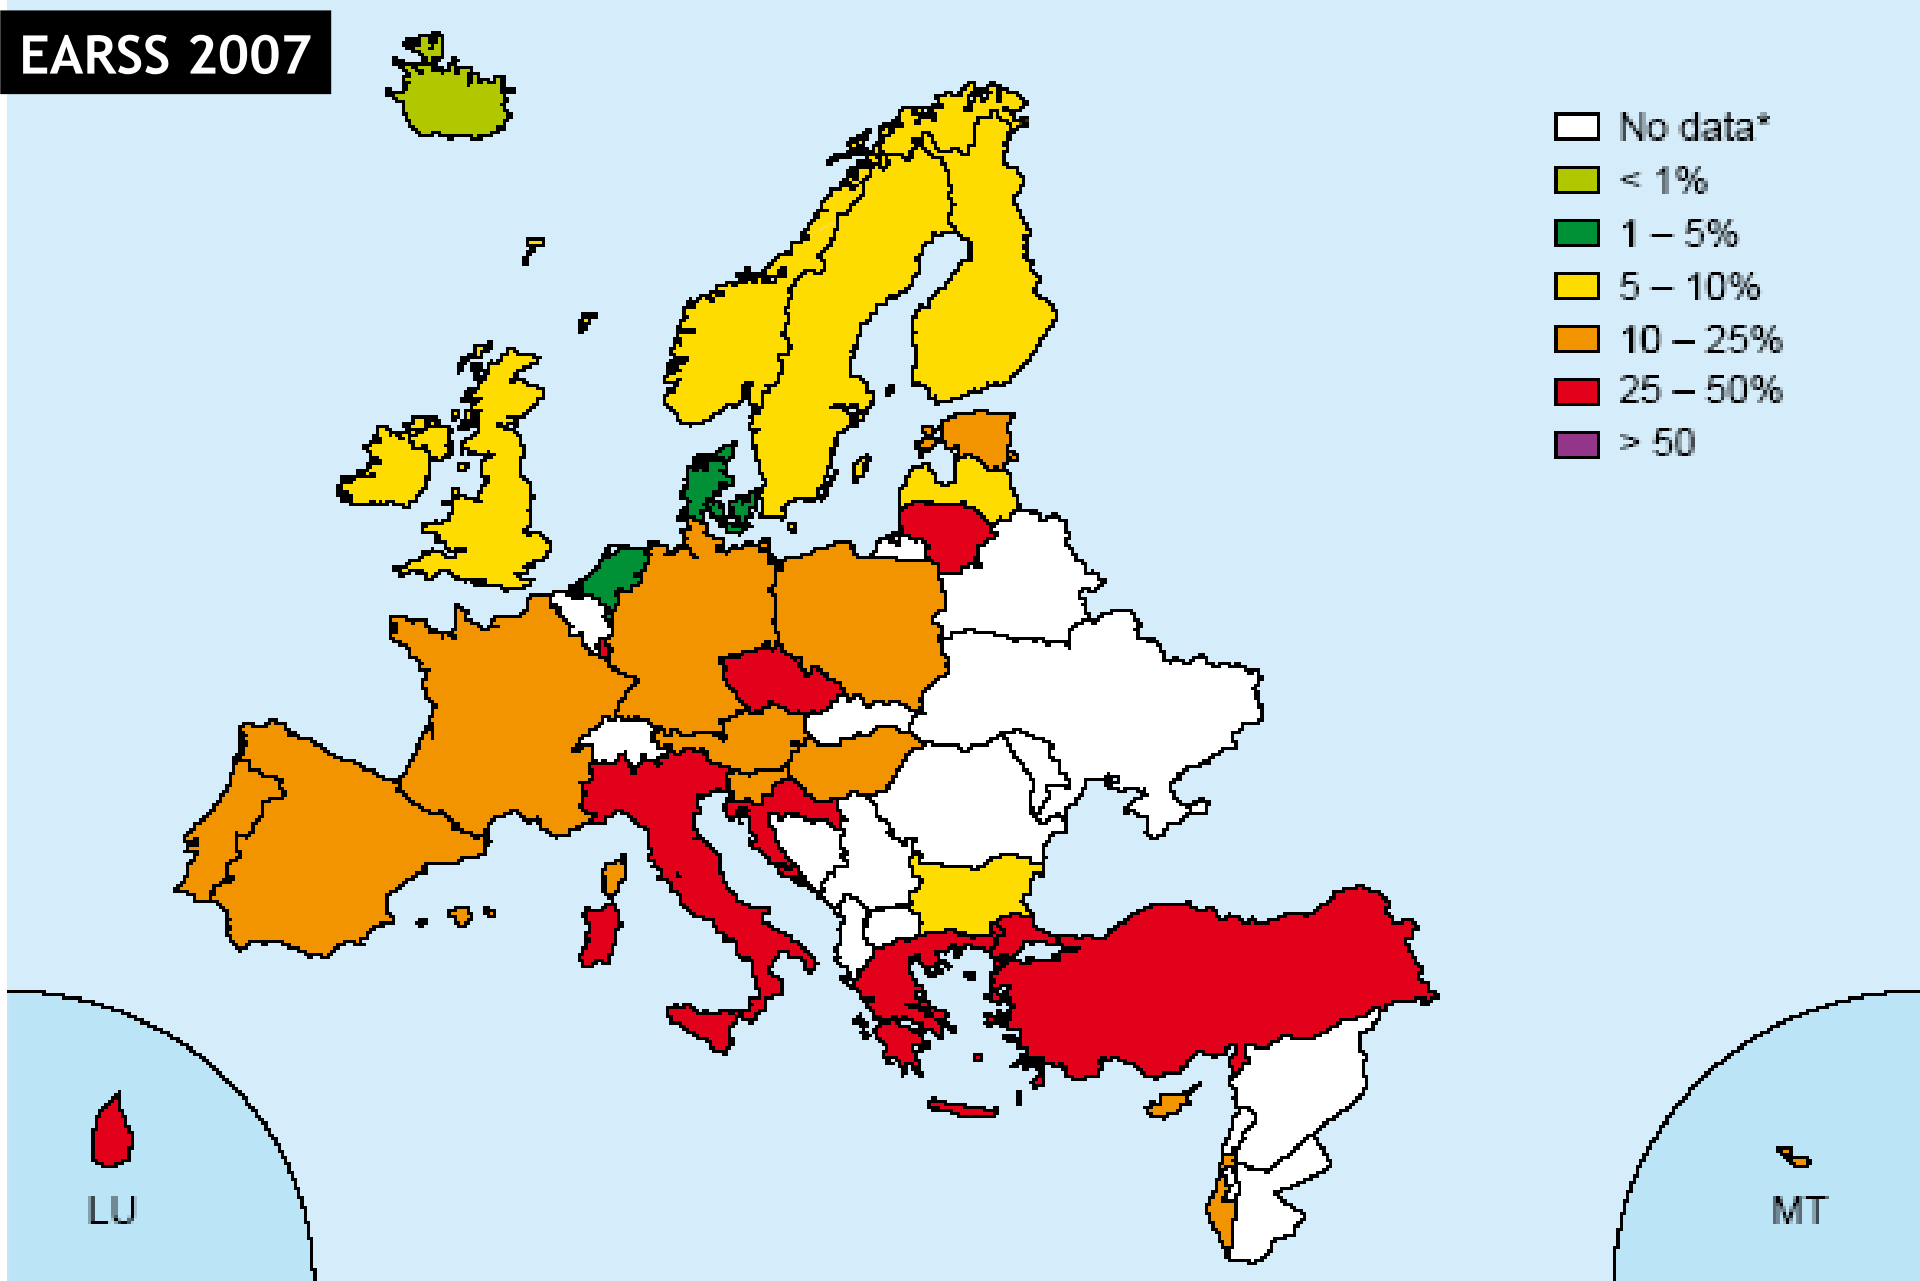 EARSS 2007
No data*
< 1%
1 – 5%
5 – 10%
10 – 25%
25 – 50%
> 50
LU
MT